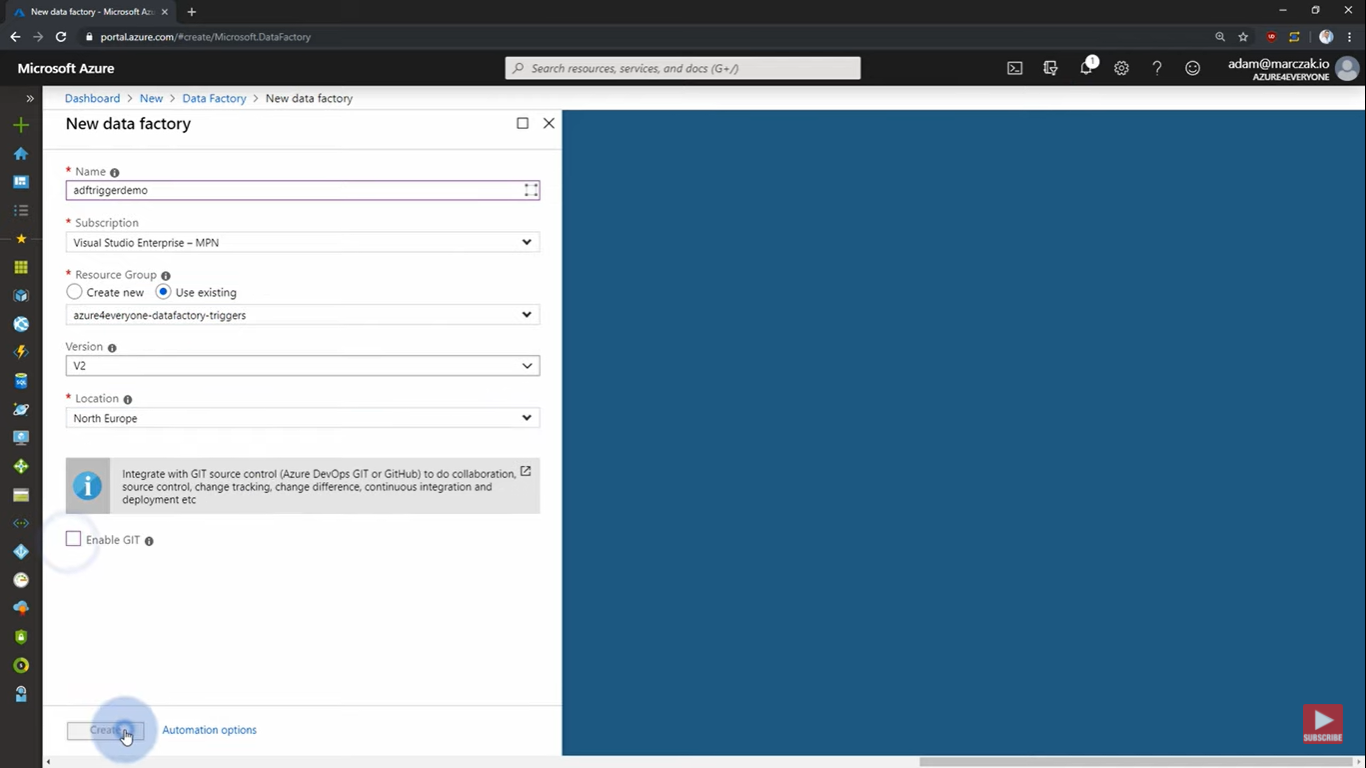 New data factory - Microsoft Az
portal.azure.com/#create/Microsoft.DataFactory
Microsoft Azure
Search resources, services, and docs (G+/)
1
adam@marczak.io
AZURE4EVERYONE
Dashboard > New > Data Factory > New data factory
New data factory
* Name
adftriggerdemo
* Subscription
Visual Studio Enterprise – MPN
* Resource Group
Create new Use existing
azure4everyone-datafactory-triggers
Version
V2
* Location
North Europe
Integrate with GIT source control (Azure DevOps GIT or GitHub) to do collaboration,
source control, change tracking, change difference, continuous integration and
deployment etc
Enable GIT
Create Automation options
SUBSCRIBE